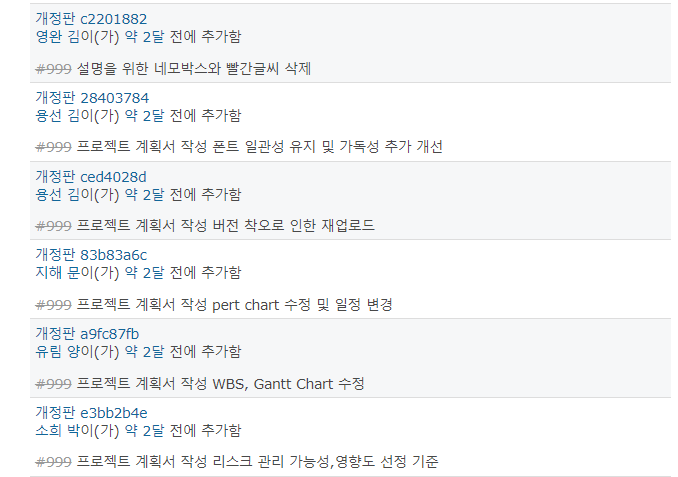 개정판 c2201882
영완 김이(가) 약 2달 전에 추가함
#999 설명을 위한 네모박스와 빨간글씨 삭제
개정판 28403784
용선 김이(가) 약 2달 전에 추가함
#999 프로젝트 계획서 작성 폰트 일관성 유지 및 가독성 추가 개선
개정판 ced4028d
용선 김이(가) 약 2달 전에 추가함
#999 프로젝트 계획서 작성 버전 착오로 인한 재업로드
개정판 83b83a6c
지해 문이(가) 약 2달 전에 추가함
#999 프로젝트 계획서 작성 pert chart 수정 및 일정 변경
개정판 a9fc87fb
유림 양이(가) 약 2달 전에 추가함
#999 프로젝트 계획서 작성 WBS, Gantt Chart 수정
개정판 e3bb2b4e
소희 박이(가) 약 2달 전에 추가함
#999 프로젝트 계획서 작성 리스크 관리 가능성,영향도 선정 기준